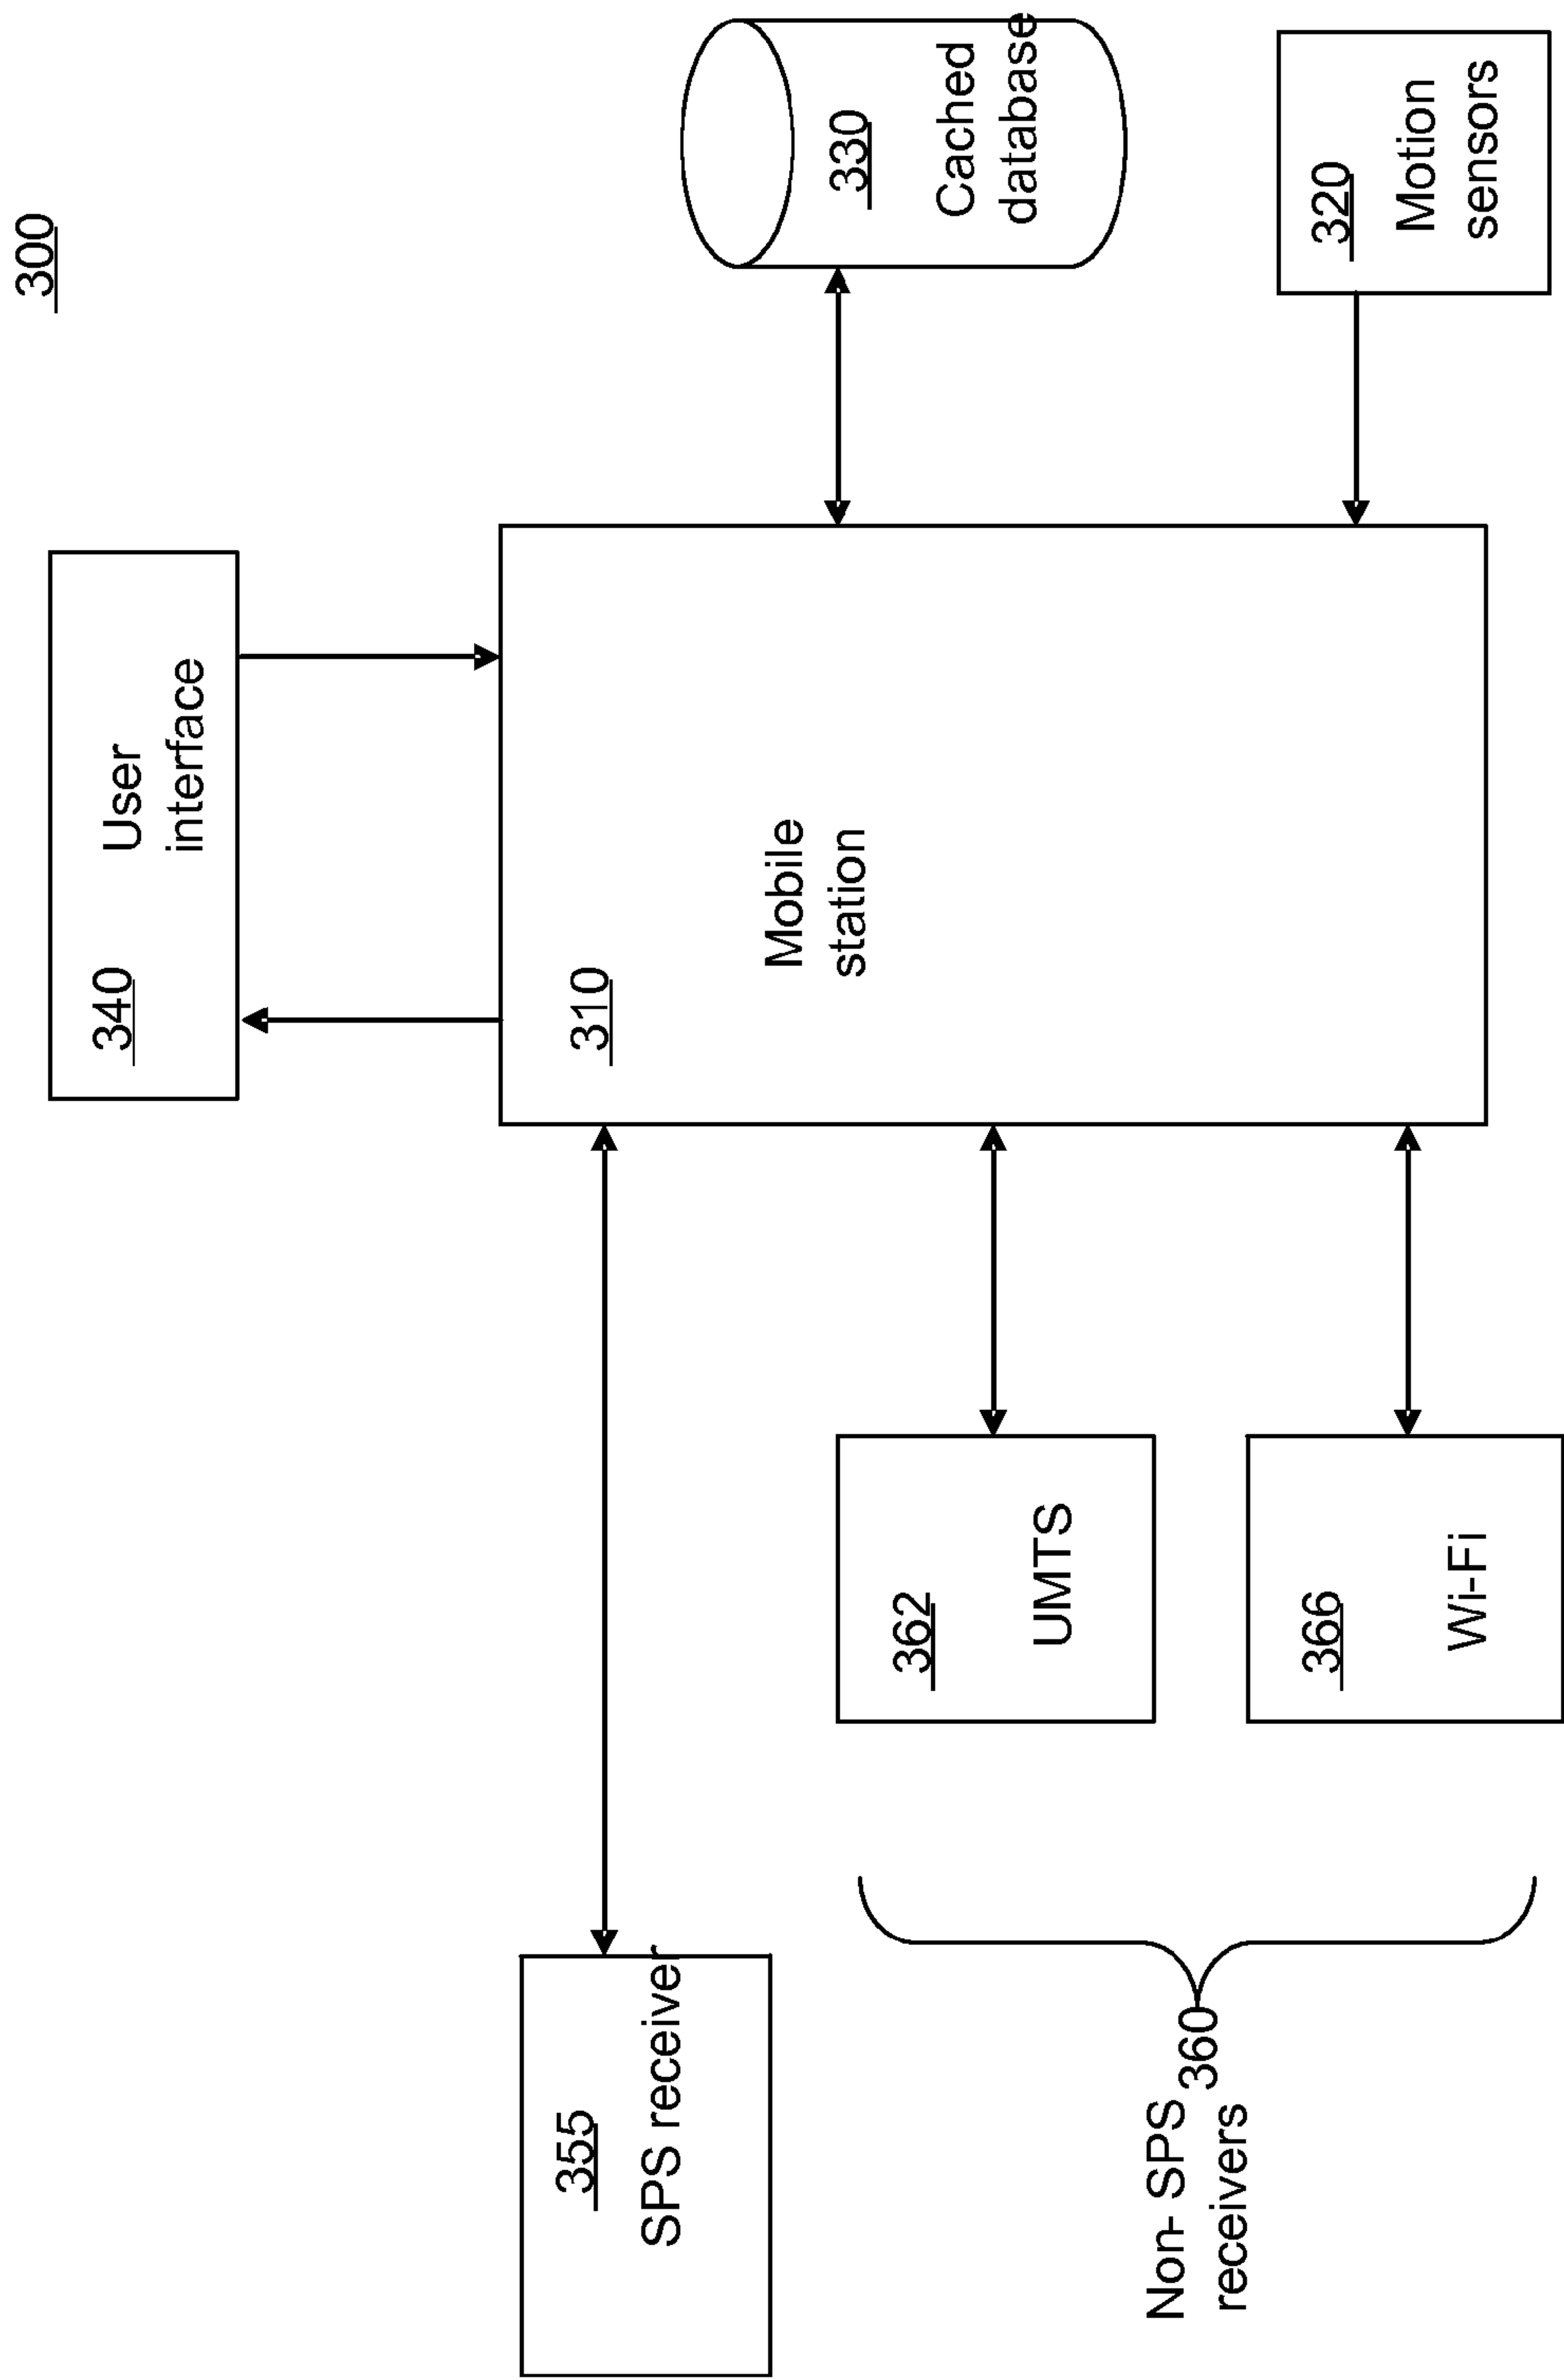 300
340
User
interface
310
Mobile
station
330
Cached
database
320
Motion
sensors
355
SPS receiver
362
UMTS
366
Wi-Fi
Non- SPS 360
receivers